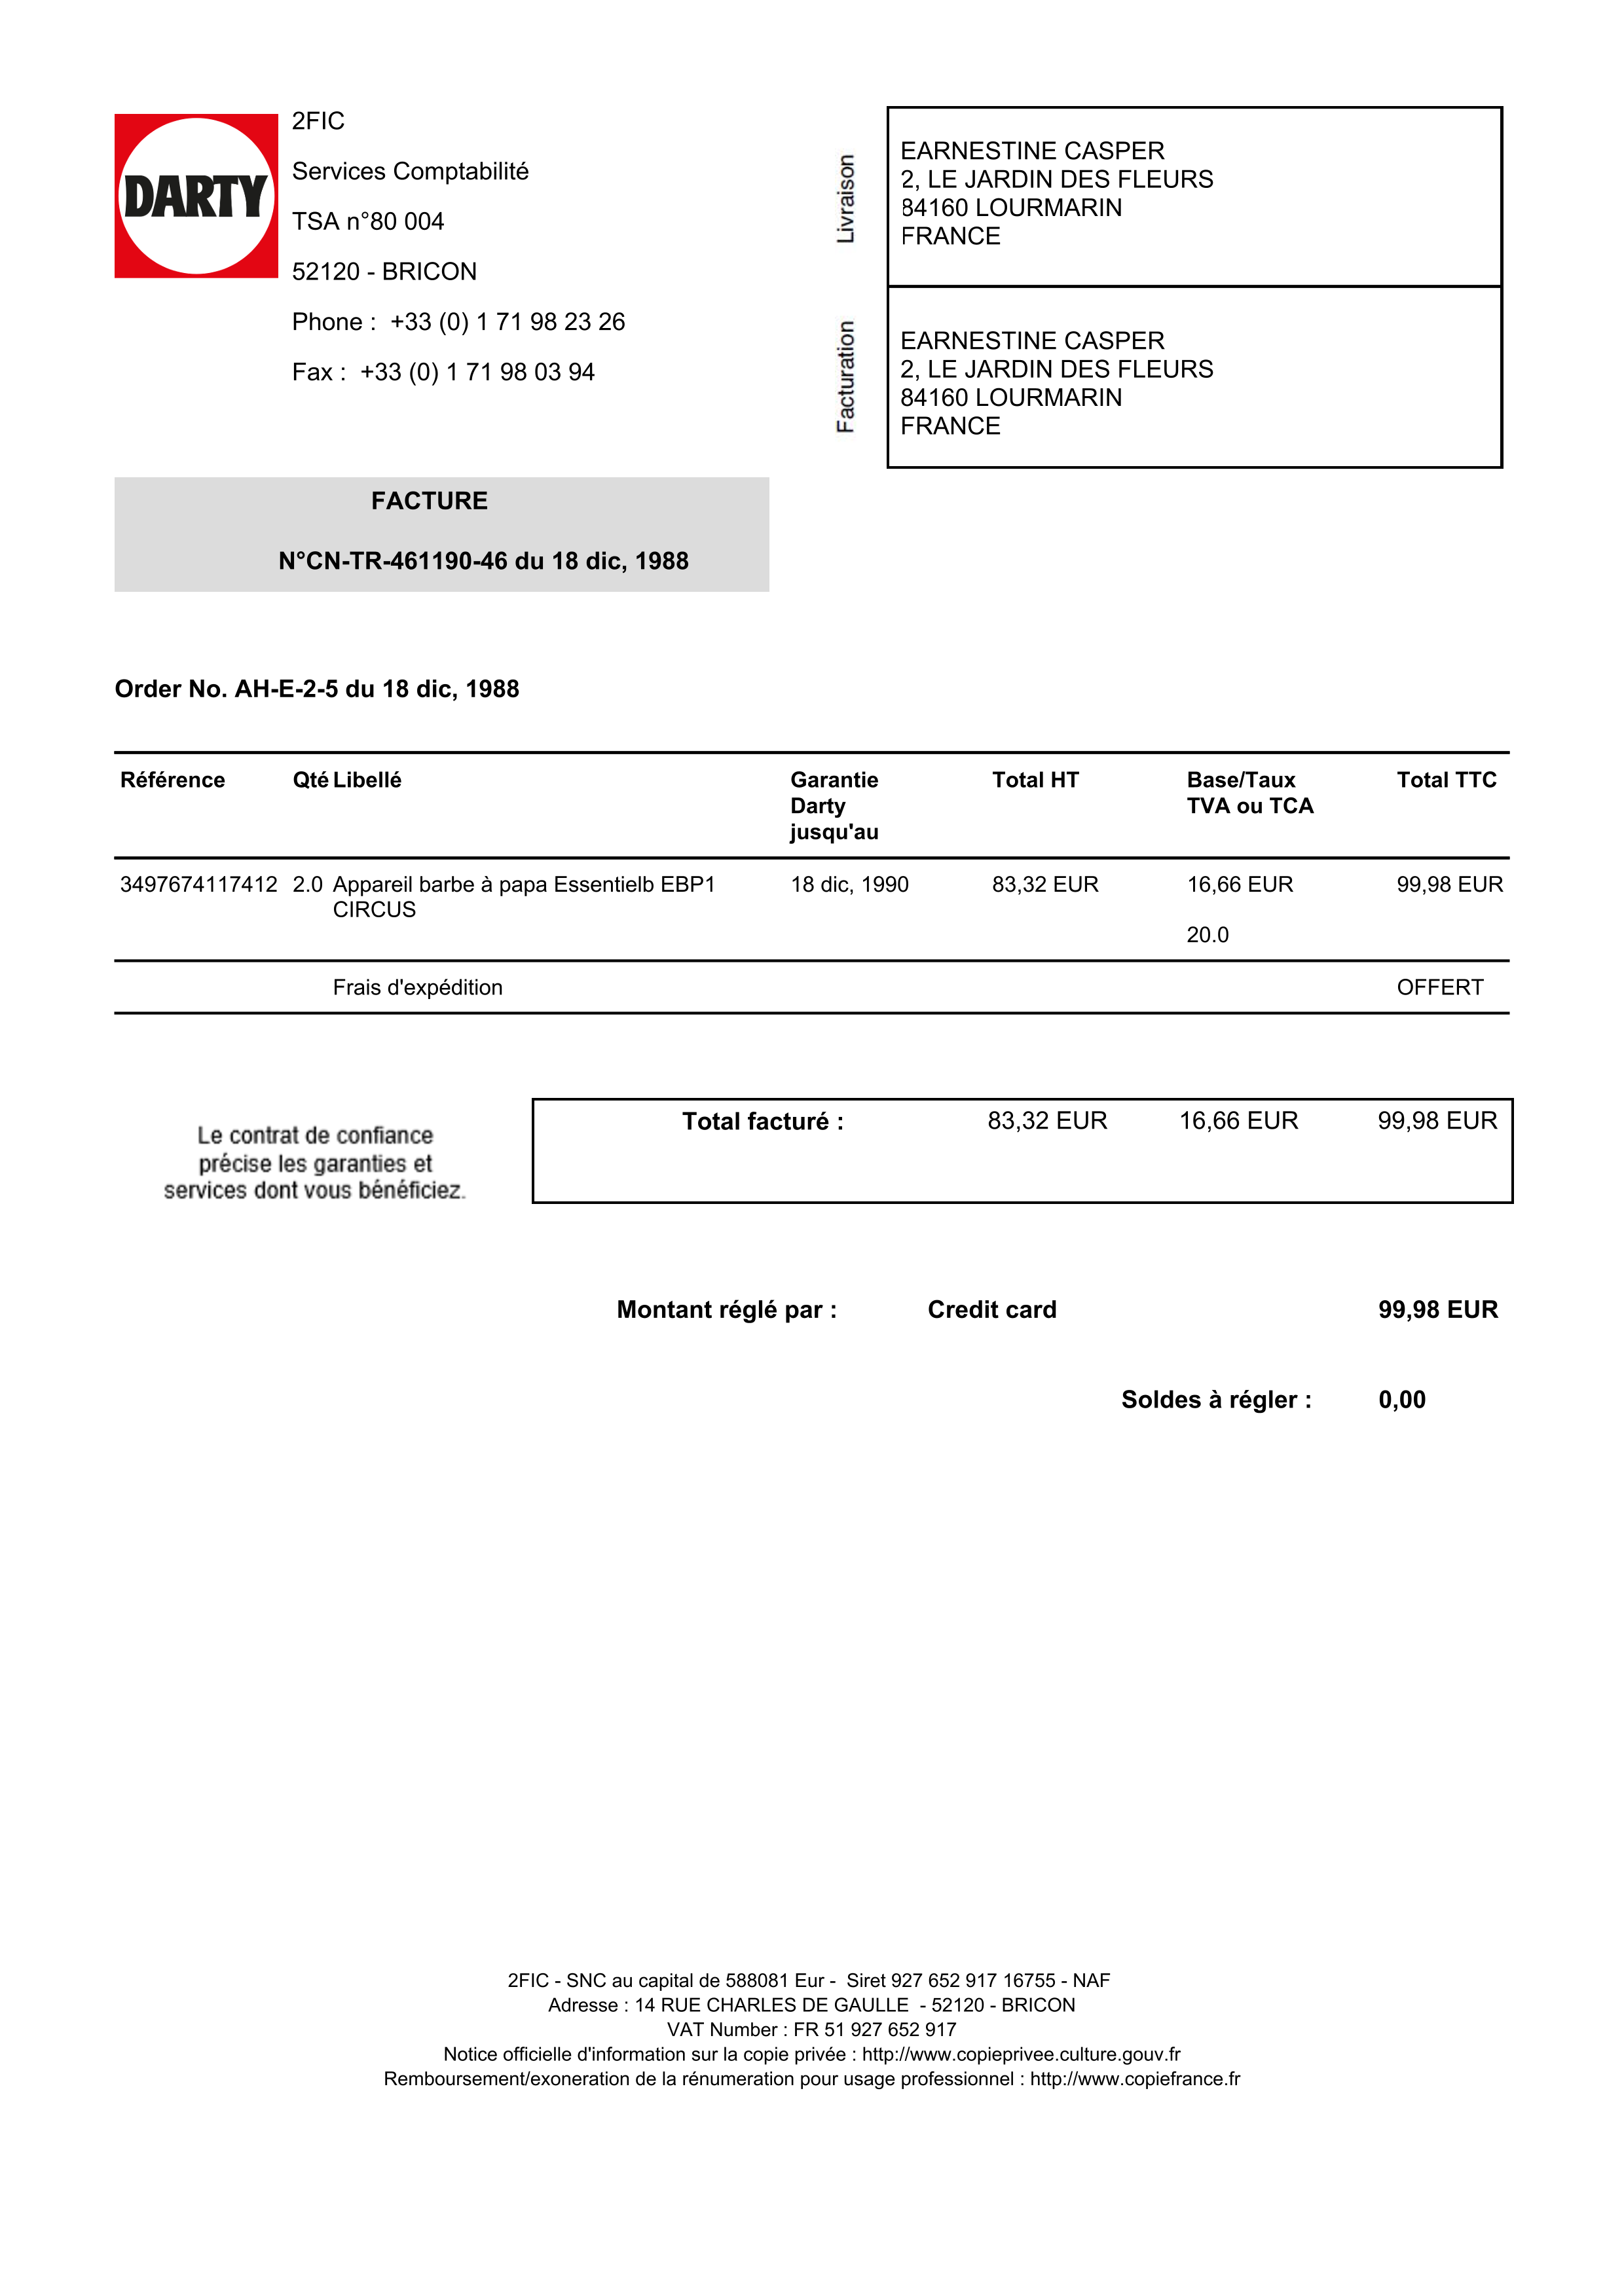 DARTY
2FIC
Services Comptabilité
TSA n°80 004
52120 - BRICON
Phone :  +33 (0) 1 71 98 23 26
Fax :  +33 (0) 1 71 98 03 94
Livraison
EARNESTINE CASPER
2, LE JARDIN DES FLEURS
84160 LOURMARIN
FRANCE
Facturation
EARNESTINE CASPER
2, LE JARDIN DES FLEURS
84160 LOURMARIN
FRANCE
FACTURE
N°CN-TR-461190-46 du 18 dic, 1988
Order No. AH-E-2-5 du 18 dic, 1988
Référence Qté Libellé Garantie Total HT Base/Taux Total TTC
Darty TVA ou TCA
jusqu'au
3497674117412 2.0 Appareil barbe à papa Essentielb EBP1 18 dic, 1990 83,32 EUR 16,66 EUR 99,98 EUR
CIRCUS
20.0
Frais d'expédition OFFERT
Total facturé : 83,32 EUR 16,66 EUR 99,98 EUR
Le contrat de confiance
précise les garanties et
services dont vous bénéficiez.
Montant réglé par : Credit card 99,98 EUR
Soldes à régler : 0,00
2FIC - SNC au capital de 588081 Eur -  Siret 927 652 917 16755 - NAF
Adresse : 14 RUE CHARLES DE GAULLE  - 52120 - BRICON
VAT Number : FR 51 927 652 917
Notice officielle d'information sur la copie privée : http://www.copieprivee.culture.gouv.fr
Remboursement/exoneration de la rénumeration pour usage professionnel : http://www.copiefrance.fr